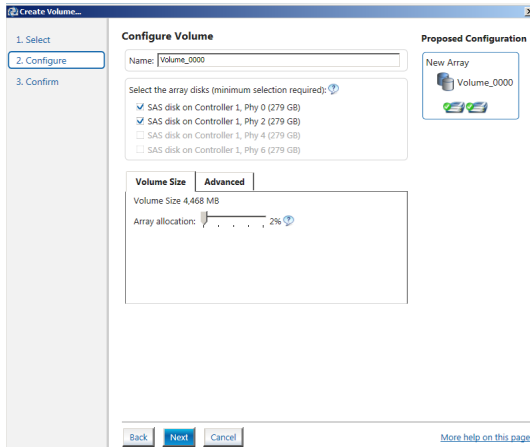 Create Volume...
1. Select
2. Configure
3. Confirm
Configure Volume
Name: Volume_0000
Select the array disks (minimum selection required):
SAS disk on Controller 1, Phy 0 (279 GB)
SAS disk on Controller 1, Phy 2 (279 GB)
SAS disk on Controller 1, Phy 4 (279 GB)
SAS disk on Controller 1, Phy 6 (279 GB)
Volume Size Advanced
Volume Size 4,468 MB
Array allocation: 2%
Proposed Configuration
New Array
Volume_0000
Back Next Cancel
More help on this page